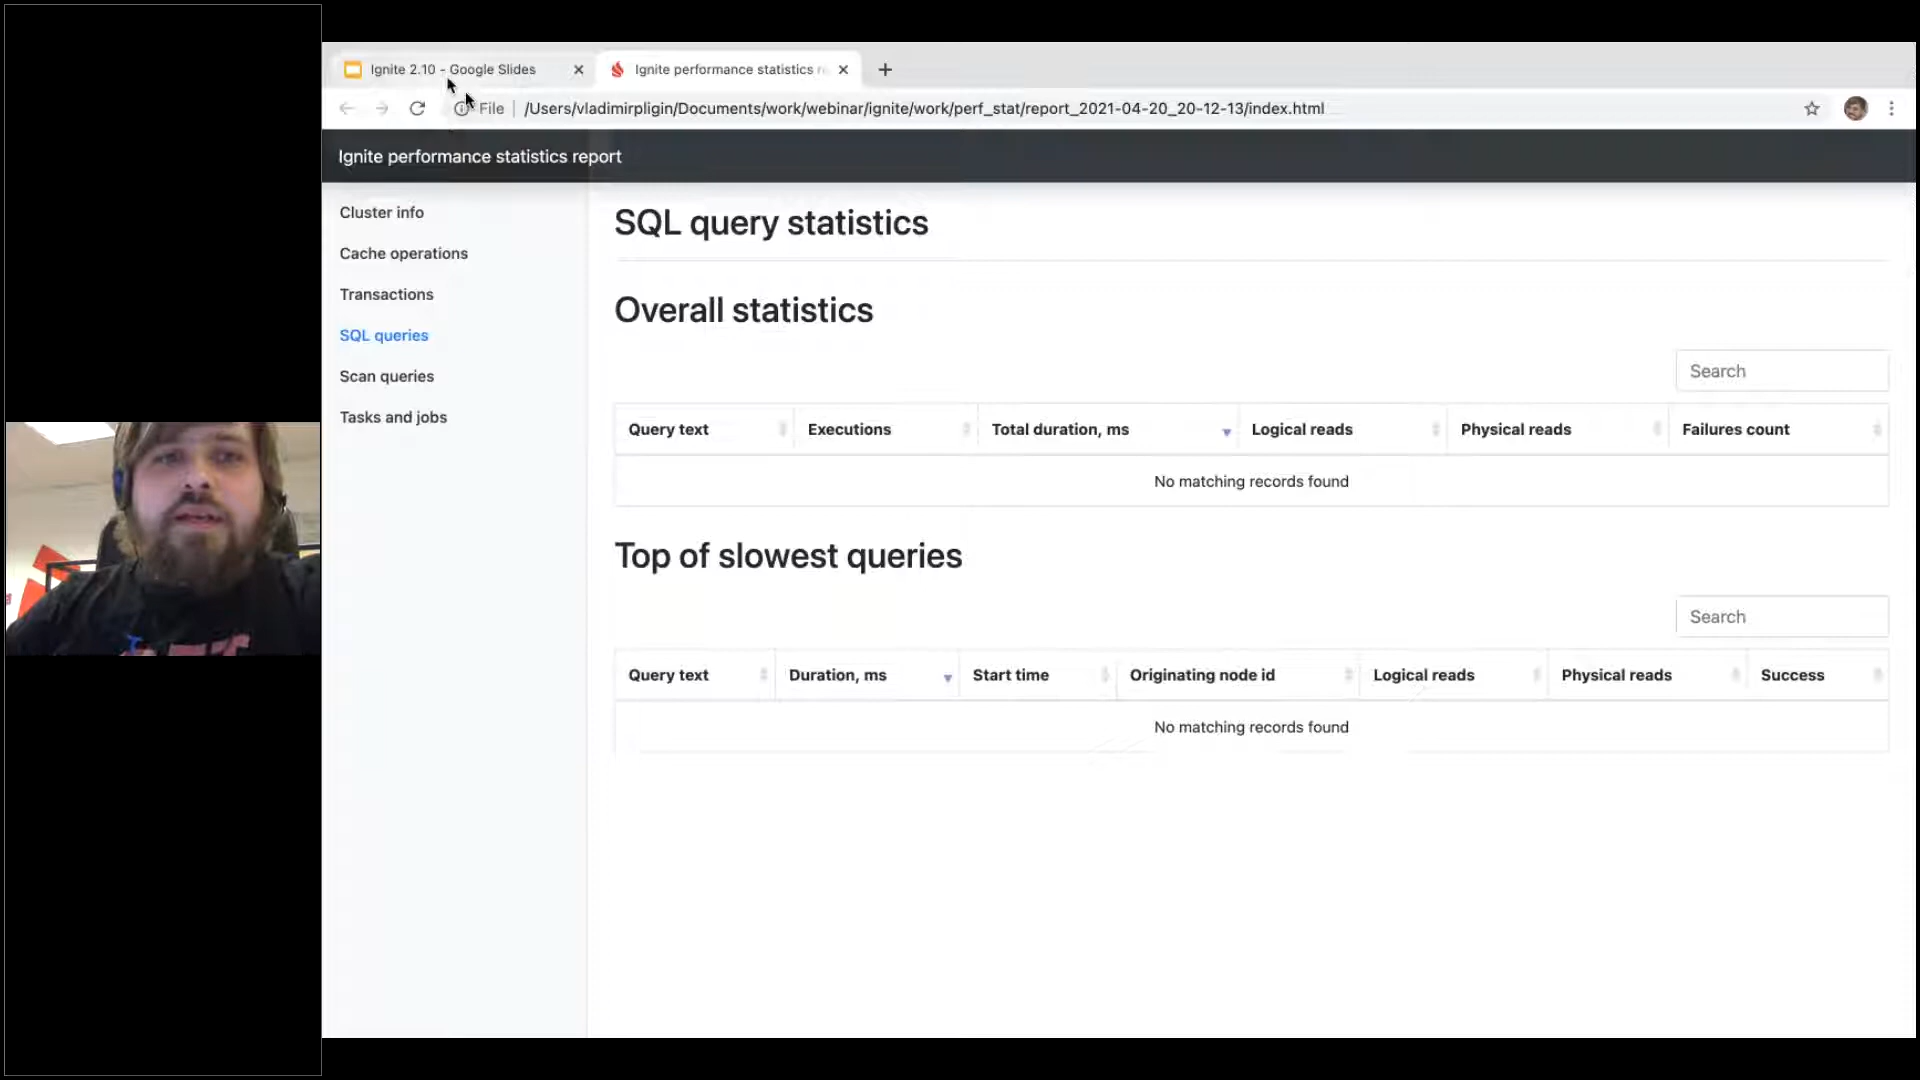 Ignite 2.10 - Google Slides
Ignite performance statistics r
File
/Users/vladimirpligin/Documents/work/webinar/ignite/work/perf_stat/report_2021-04-20_20-12-13/index.html
Ignite performance statistics report
Cluster info
Cache operations
Transactions
SQL queries
Scan queries
Tasks and jobs
SQL query statistics
Overall statistics
Search
Query text Executions Total duration, ms Logical reads Physical reads Failures count
No matching records found
Top of slowest queries
Search
Query text Duration, ms Start time Originating node id Logical reads Physical reads Success
No matching records found